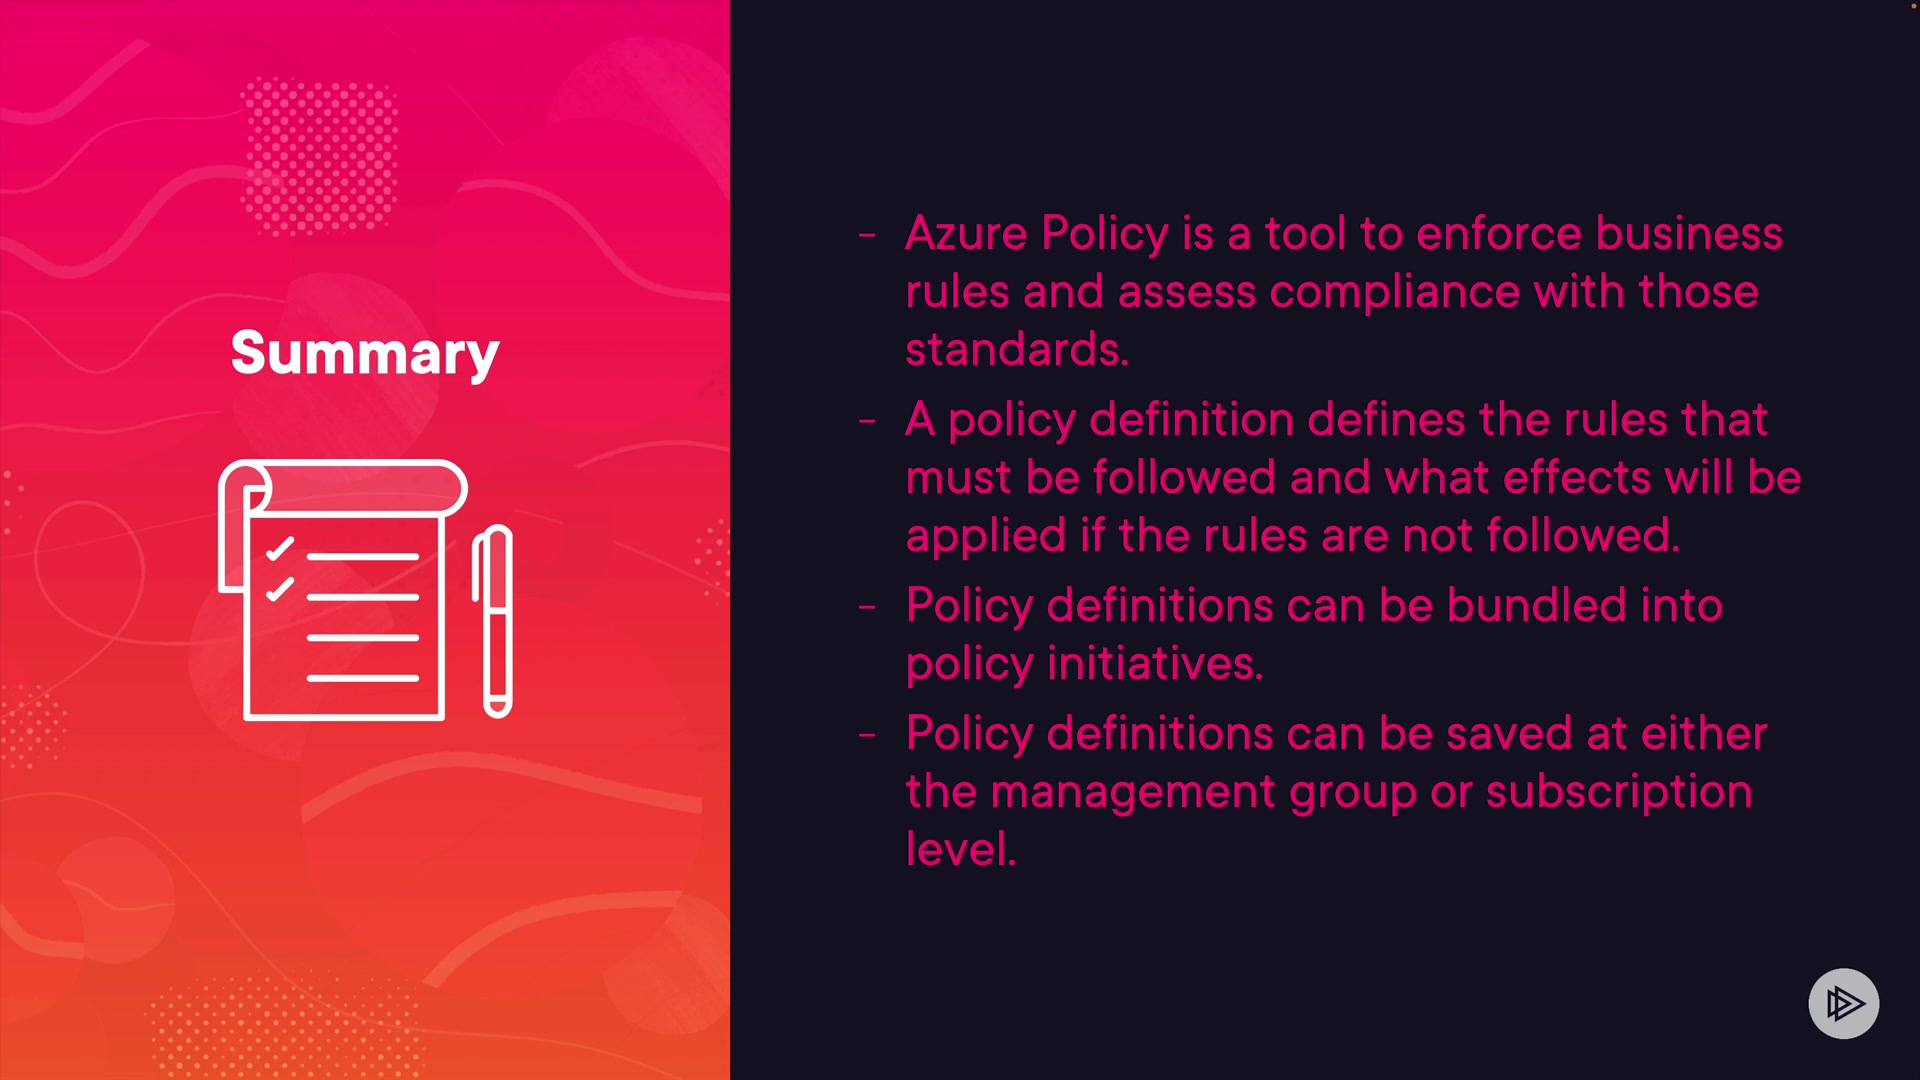 Summary
- Azure Policy is a tool to enforce business
rules and assess compliance with those
standards.
- A policy definition defines the rules that
must be followed and what effects will be
applied if the rules are not followed.
- Policy definitions can be bundled into
policy initiatives.
- Policy definitions can be saved at either
the management group or subscription
level.